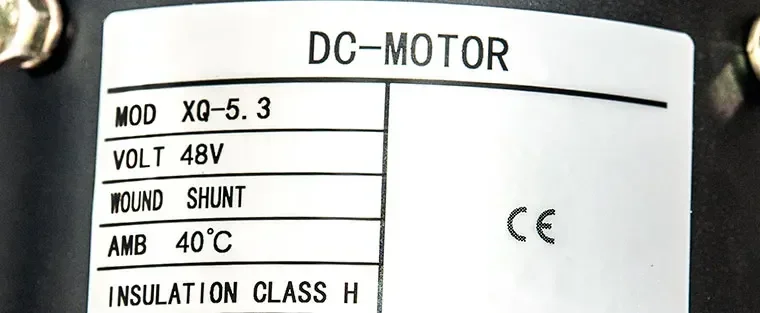 DC-MOTOR
MOD XQ-5.3
VOLT 48V
WOUND SHUNT
AMB 40°C
INSULATION CLASS H
CE